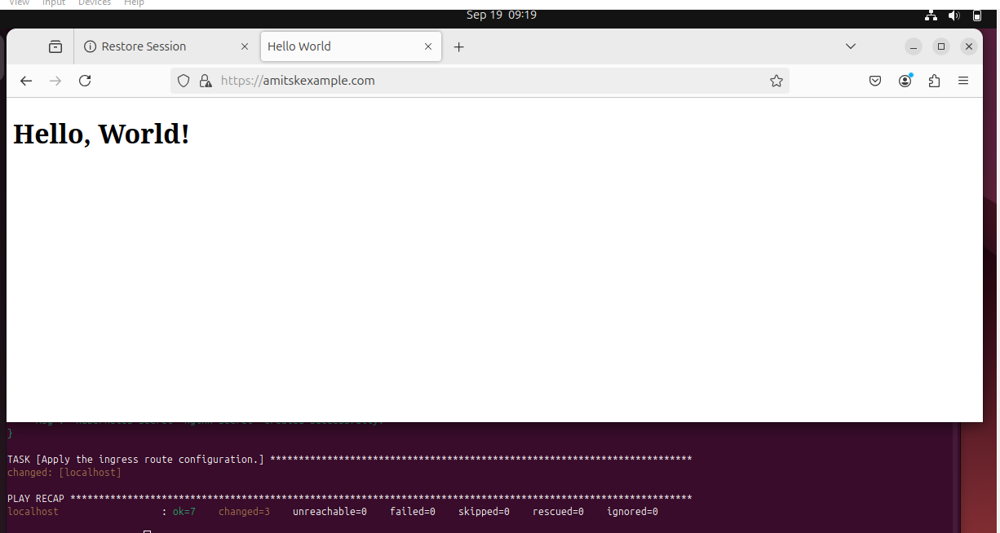 View Input Devices Help
Sep 19 09:19
Restore Session
Hello World
https://amitskexample.com
Hello, World!
}
TASK [Apply the ingress route configuration.] **************************************************************************
changed: [localhost]
PLAY RECAP *************************************************************************************************************
localhost : ok=7 changed=3 unreachable=0 failed=0 skipped=0 rescued=0 ignored=0